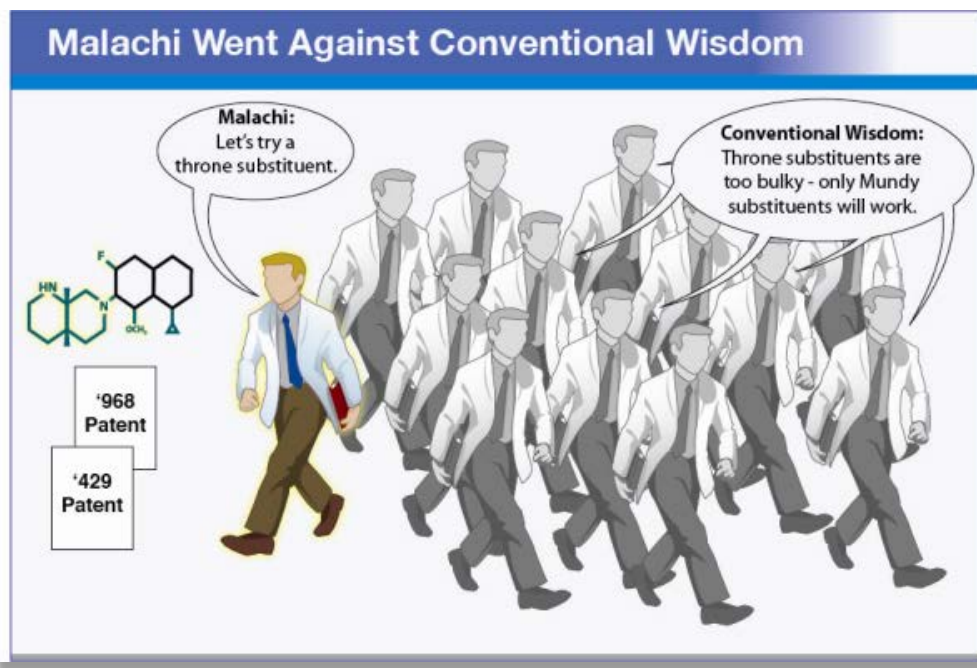 Malachi Went Against Conventional Wisdom
Malachi:
Let's try a
throne substituent.
Conventional Wisdom:
Throne substituents are
too bulky - only Mundy
substituents will work.
F
HN
N
OCH₃
‘968
Patent
‘429
Patent